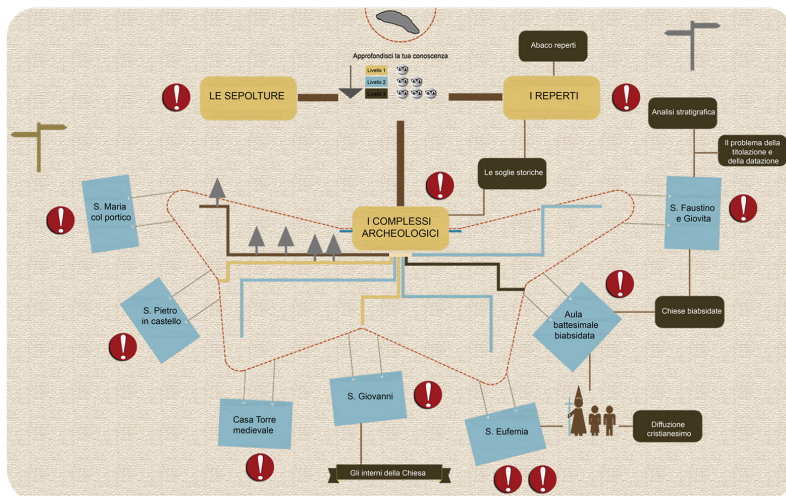 Approfondisci la tua conoscenza
Livello 1
Livello 2
Livello 3
Abaco reperti
LE SEPOLTURE
I REPERTI
Analisi stratigrafica
Il problema della
titolazione e
della datazione
Le soglie storiche
S. Maria
col portico
I COMPLESSI
ARCHEOLOGICI
S. Faustino
e Giovita
S. Pietro
in castello
Aula
battesimale
biabsidata
Chiese biabsidate
Casa Torre
medievale
S. Giovanni
S. Eufemia
Diffuzione
cristianesimo
Gli interni della Chiesa